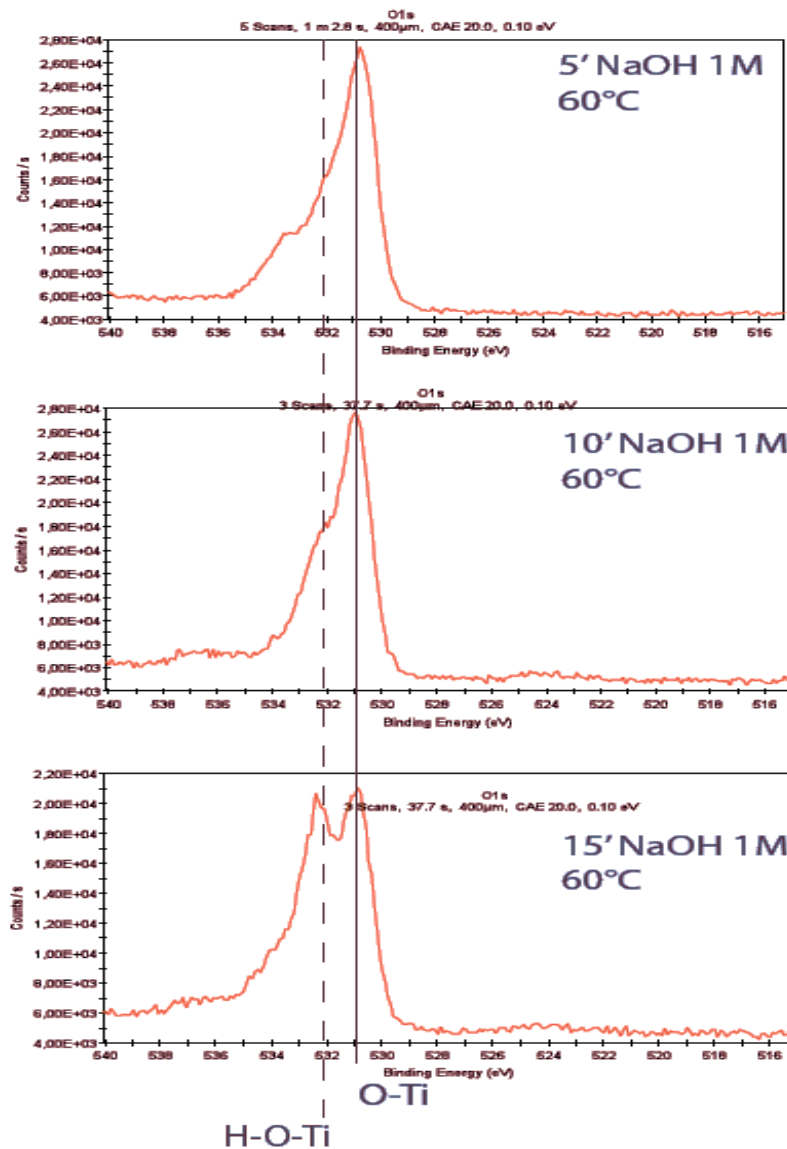 O1s
5 Scans, 1 m 2.8 s, 400µm, CAE 20.0, 0.10 eV
5' NaOH 1M
60°C
2,80E+04
2,60E+04
2,40E+04
2,20E+04
2,00E+04
1,80E+04
1,60E+04
1,40E+04
1,20E+04
1,00E+04
8,00E+03
6,00E+03
4,00E+03
Counts / s
540 538 536 534 532 530 528 526 524 522 520 518 516
Binding Energy (eV)
O1s
3 Scans, 37.7 s, 400µm, CAE 20.0, 0.10 eV
10' NaOH 1M
60°C
2,80E+04
2,60E+04
2,40E+04
2,20E+04
2,00E+04
1,80E+04
1,60E+04
1,40E+04
1,20E+04
1,00E+04
8,00E+03
6,00E+03
4,00E+03
Counts / s
540 538 536 534 532 530 528 526 524 522 520 518 516
Binding Energy (eV)
O1s
3 Scans, 37.7 s, 400µm, CAE 20.0, 0.10 eV
15' NaOH 1M
60°C
2,20E+04
2,00E+04
1,80E+04
1,60E+04
1,40E+04
1,20E+04
1,00E+04
8,00E+03
6,00E+03
4,00E+03
Counts / s
540 538 536 534 532 530 528 526 524 522 520 518 516
Binding Energy (eV)
O-Ti
H-O-Ti